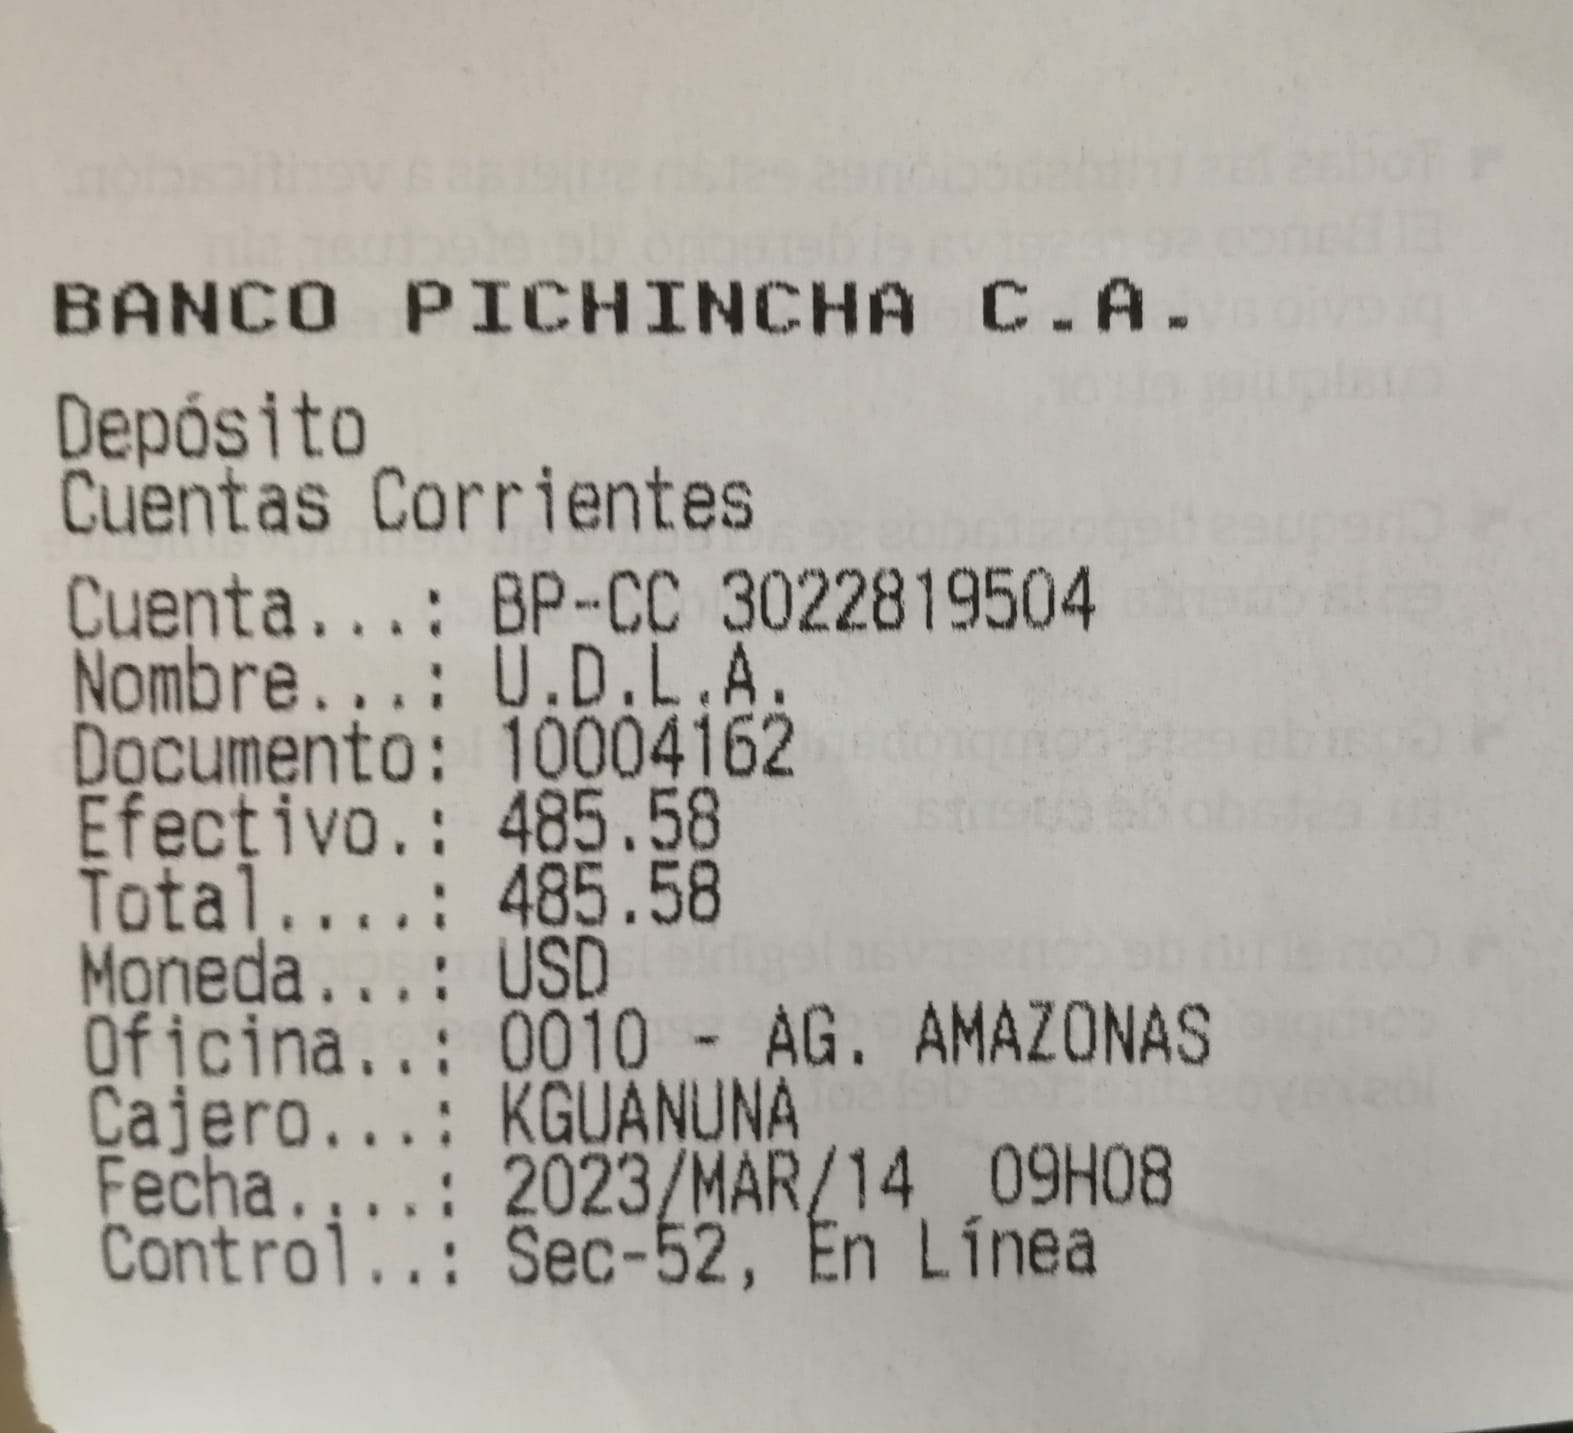 BANCO PICHINCHA C.A.
Depósito
Cuentas Corrientes
Cuenta...: BP-CC 3022819504
Nombre...: U.D.L.A.
Documento: 10004162
Efectivo.: 485.58
Total....: 485.58
Moneda...: USD
Oficina..: 0010 - AG. AMAZONAS
Cajero...: KGUANUNA
Fecha....: 2023/MAR/14  09H08
Control..: Sec-52, En Línea